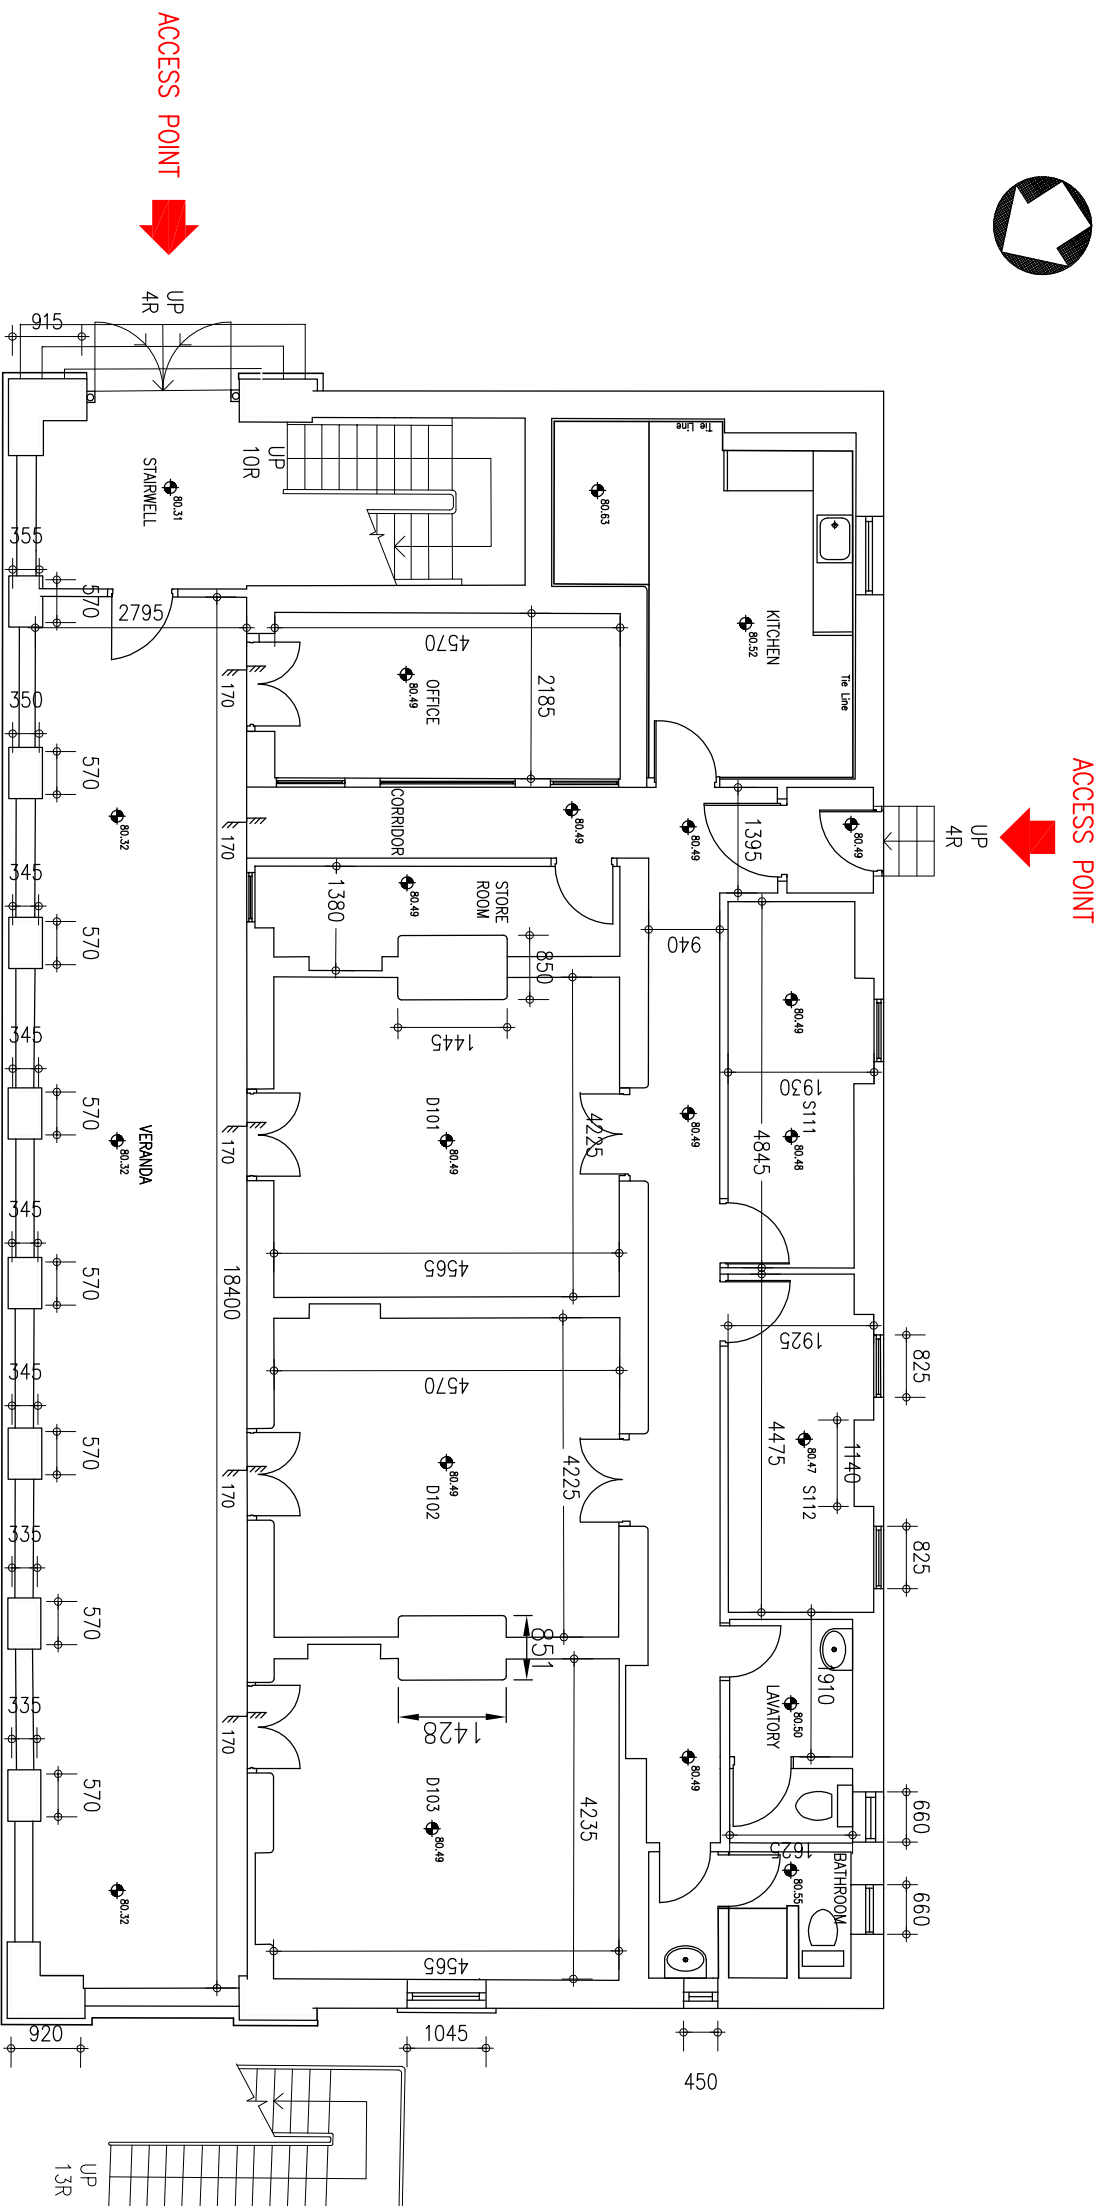 ACCESS POINT
ACCESS POINT
UP
4R
UP
4R
915
UP
10R
80.31
STAIRWELL
Tie Line
80.63
KITCHEN
80.52
Tie Line
355
570
2795
4570
2185
OFFICE
80.49
170
350
570
CORRIDOR
80.49
80.49
80.49
1395
80.32
170
345
570
1380
80.49
STORE
ROOM
850
1445
940
80.49
1930
S111
80.48
4845
345
570
VERANDA
80.32
170
D101
80.49
4225
4565
80.49
345
570
18400
4570
4225
1925
825
345
570
170
80.49
D102
4475
80.47
S112
1140
825
335
570
851
1428
1910
80.50
LAVATORY
335
570
170
D103
80.49
4235
80.49
660
1625
BATHROOM
80.55
660
80.32
4565
920
1045
450
UP
13R